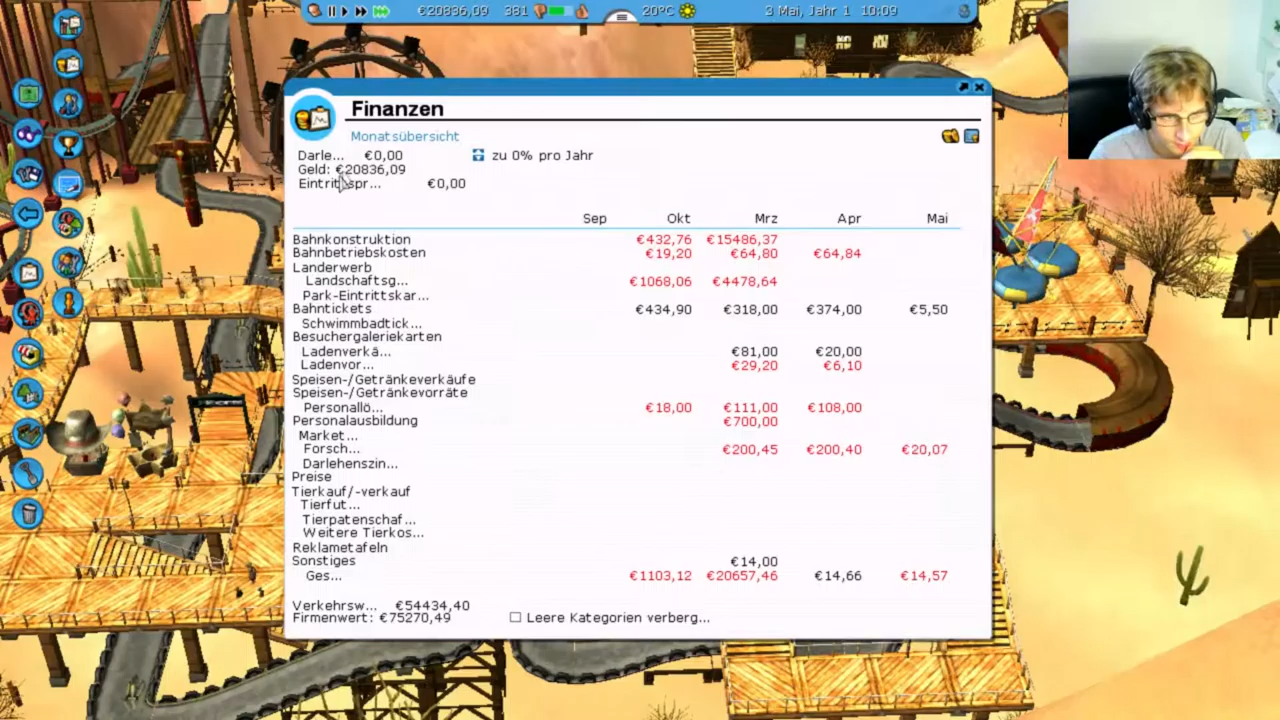 €20836,09 381 20°C 3 Mai, Jahr 1 10:09
Finanzen
Monatsübersicht
Darle... €0,00 zu 0% pro Jahr
Geld: €20836,09
Eintrittspr... €0,00
Sep Okt Mrz Apr Mai
Bahnkonstruktion €432,76 €15486,37
Bahnbetriebskosten €19,20 €64,80 €64,84
Landerwerb
Landschaftsg... €1068,06 €4478,64
Park-Eintrittskar...
Bahntickets €434,90 €318,00 €374,00 €5,50
Schwimmbadtick...
Besuchergaleriekarten
Ladenverkä... €81,00 €20,00
Ladenvor... €29,20 €6,10
Speisen-/Getränkeverkäufe
Speisen-/Getränkevorräte
Personallö... €18,00 €111,00 €108,00
Personalausbildung €700,00
Market...
Forsch... €200,45 €200,40 €20,07
Darlehenszin...
Preise
Tierkauf/-verkauf
Tierfut...
Tierpatenschaf...
Weitere Tierkos...
Reklametafeln
Sonstiges €14,00
Ges... €1103,12 €20657,46 €14,66 €14,57
Verkehrsw... €54434,40
Firmenwert: €75270,49 Leere Kategorien verberg...